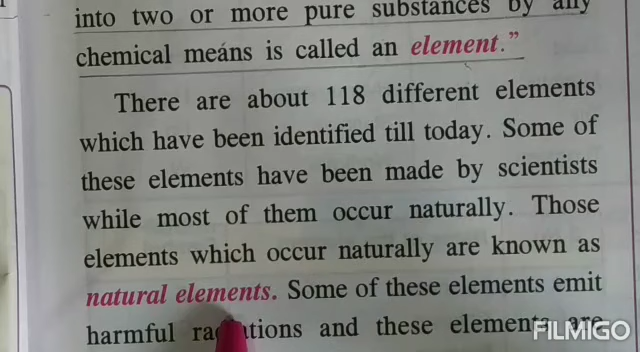 into two or more pure substances by any
chemical means is called an element.”
There are about 118 different elements
which have been identified till today. Some of
these elements have been made by scientists
while most of them occur naturally. Those
elements which occur naturally are known as
natural elements. Some of these elements emit
harmful radiations and these elements are
FILMIGO